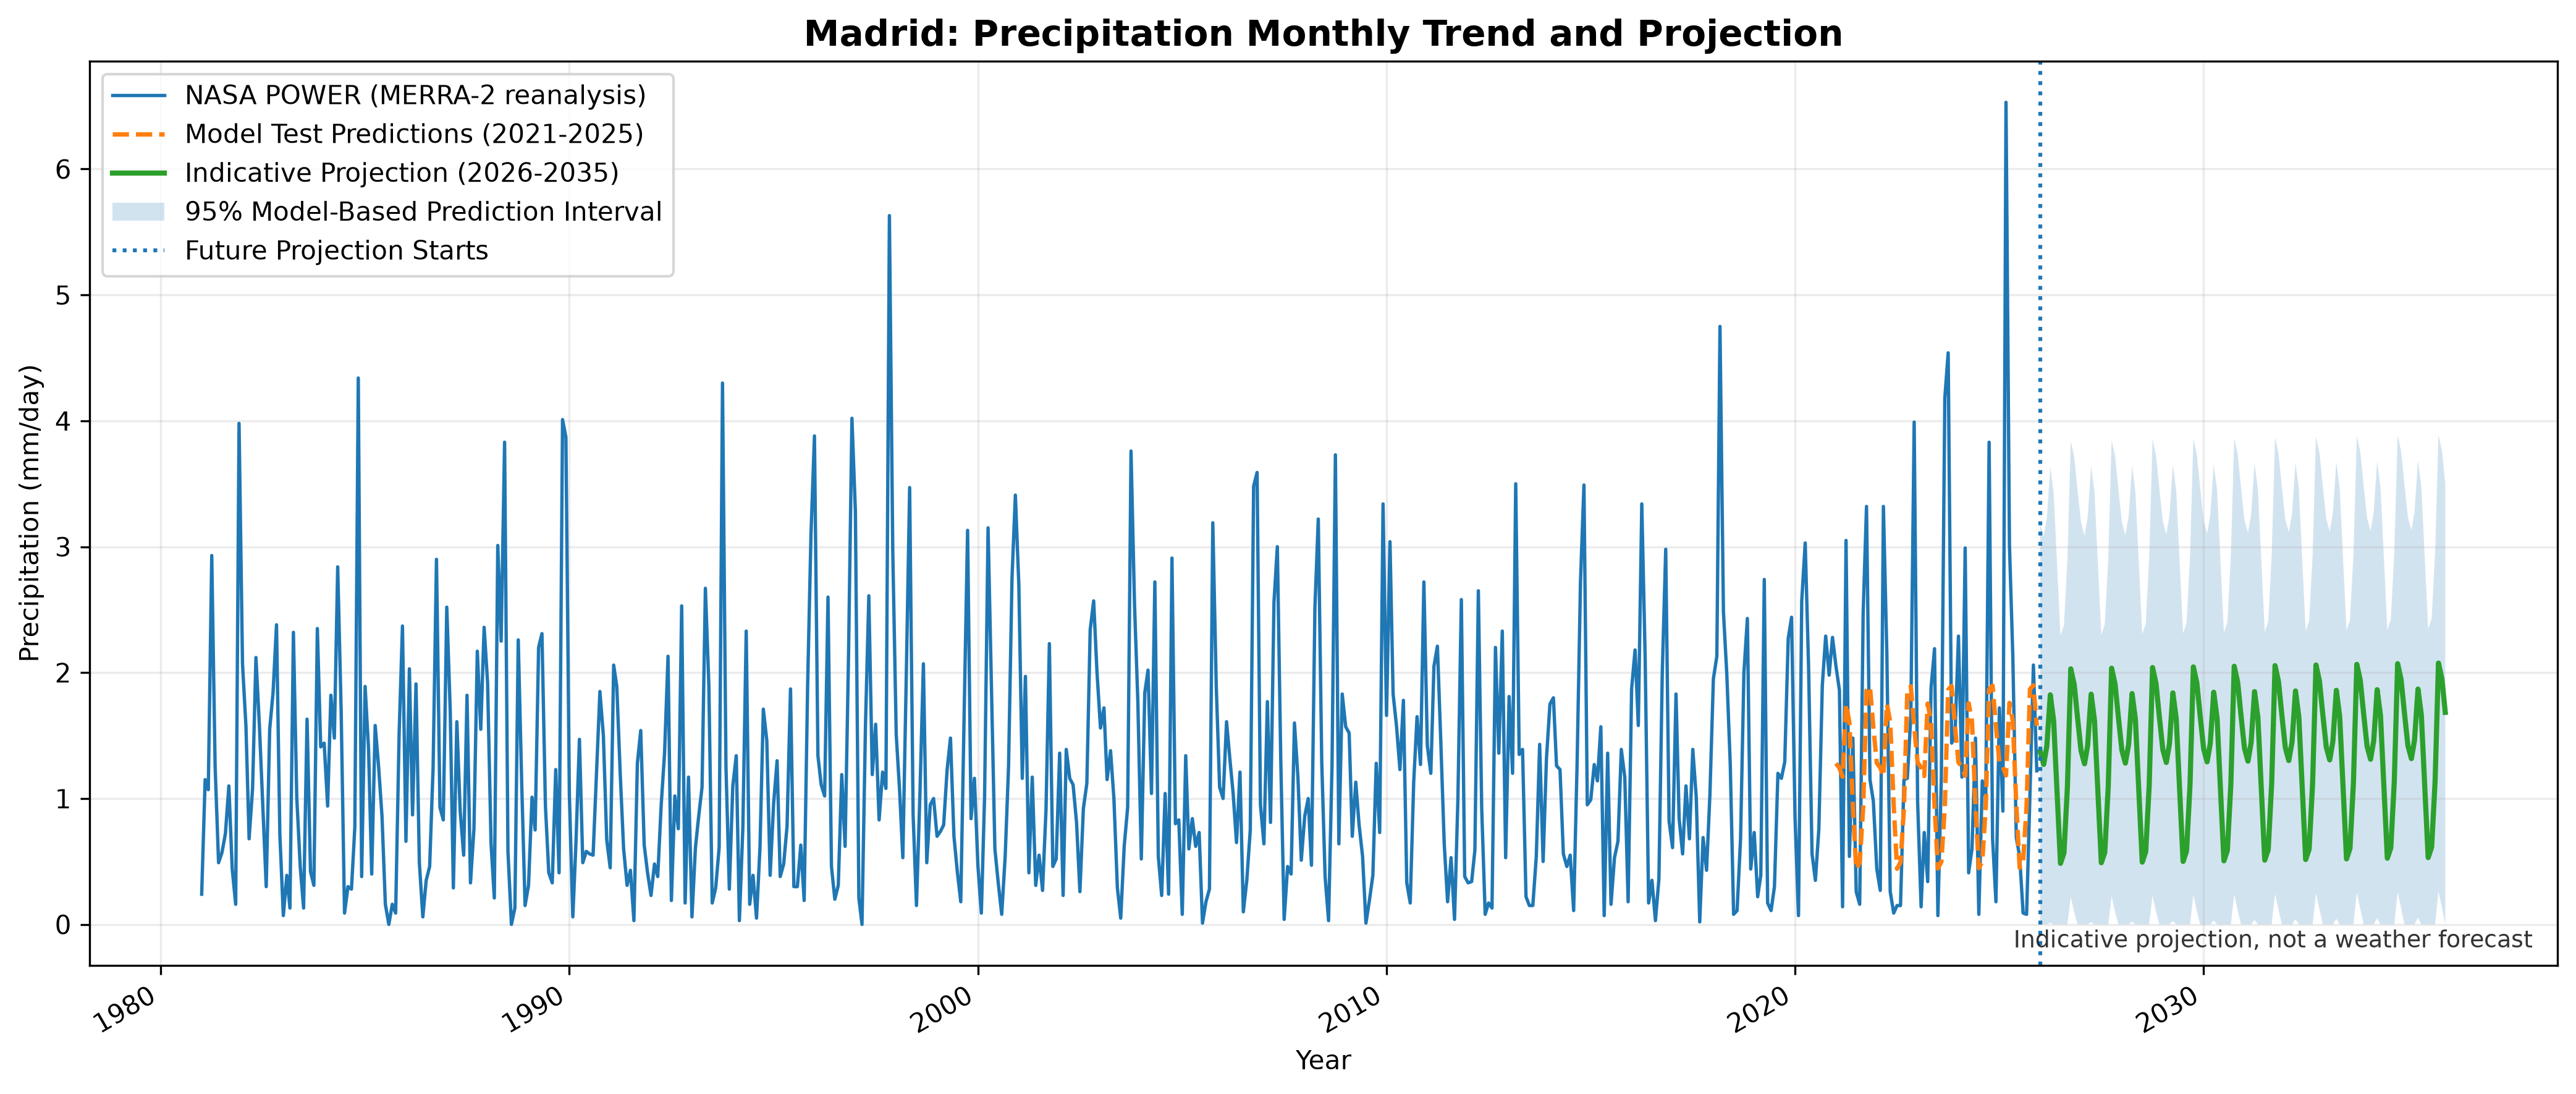 Madrid: Precipitation Monthly Trend and Projection
NASA POWER (MERRA-2 reanalysis)
Model Test Predictions (2021-2025)
Indicative Projection (2026-2035)
95% Model-Based Prediction Interval
Future Projection Starts
Precipitation (mm/day)
6
5
4
3
2
1
0
Indicative projection, not a weather forecast
1980
1990
2000
2010
2020
2030
Year